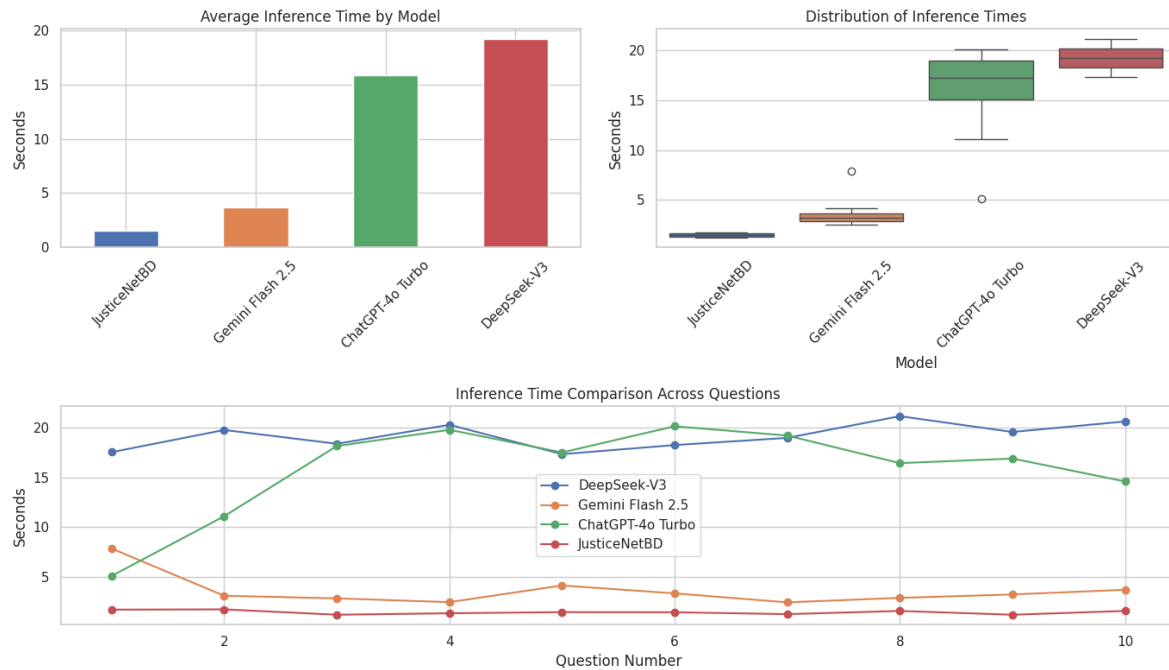 Average Inference Time by Model
Seconds
20
15
10
5
0
JusticeNetBD
Gemini Flash 2.5
ChatGPT-4o Turbo
DeepSeek-V3
Distribution of Inference Times
Seconds
20
15
10
5
JusticeNetBD
Gemini Flash 2.5
ChatGPT-4o Turbo
DeepSeek-V3
Model
Inference Time Comparison Across Questions
Seconds
20
15
10
5
DeepSeek-V3
Gemini Flash 2.5
ChatGPT-4o Turbo
JusticeNetBD
2
4
6
8
10
Question Number